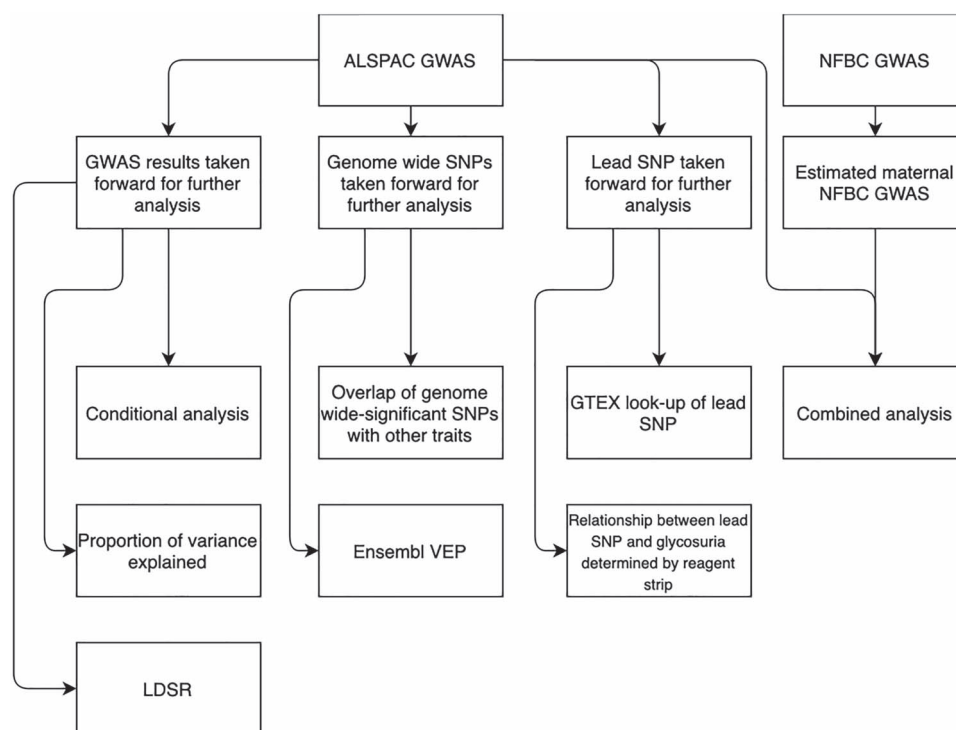 ALSPAC GWAS
NFBC GWAS
GWAS results taken
forward for further
analysis
Genome wide SNPs
taken forward for
further analysis
Lead SNP taken
forward for further
analysis
Estimated maternal
NFBC GWAS
Conditional analysis
Overlap of genome
wide-significant SNPs
with other traits
GTEX look-up of lead
SNP
Combined analysis
Proportion of variance
explained
Ensembl VEP
Relationship between lead
SNP and glycosuria
determined by reagent
strip
LDSR